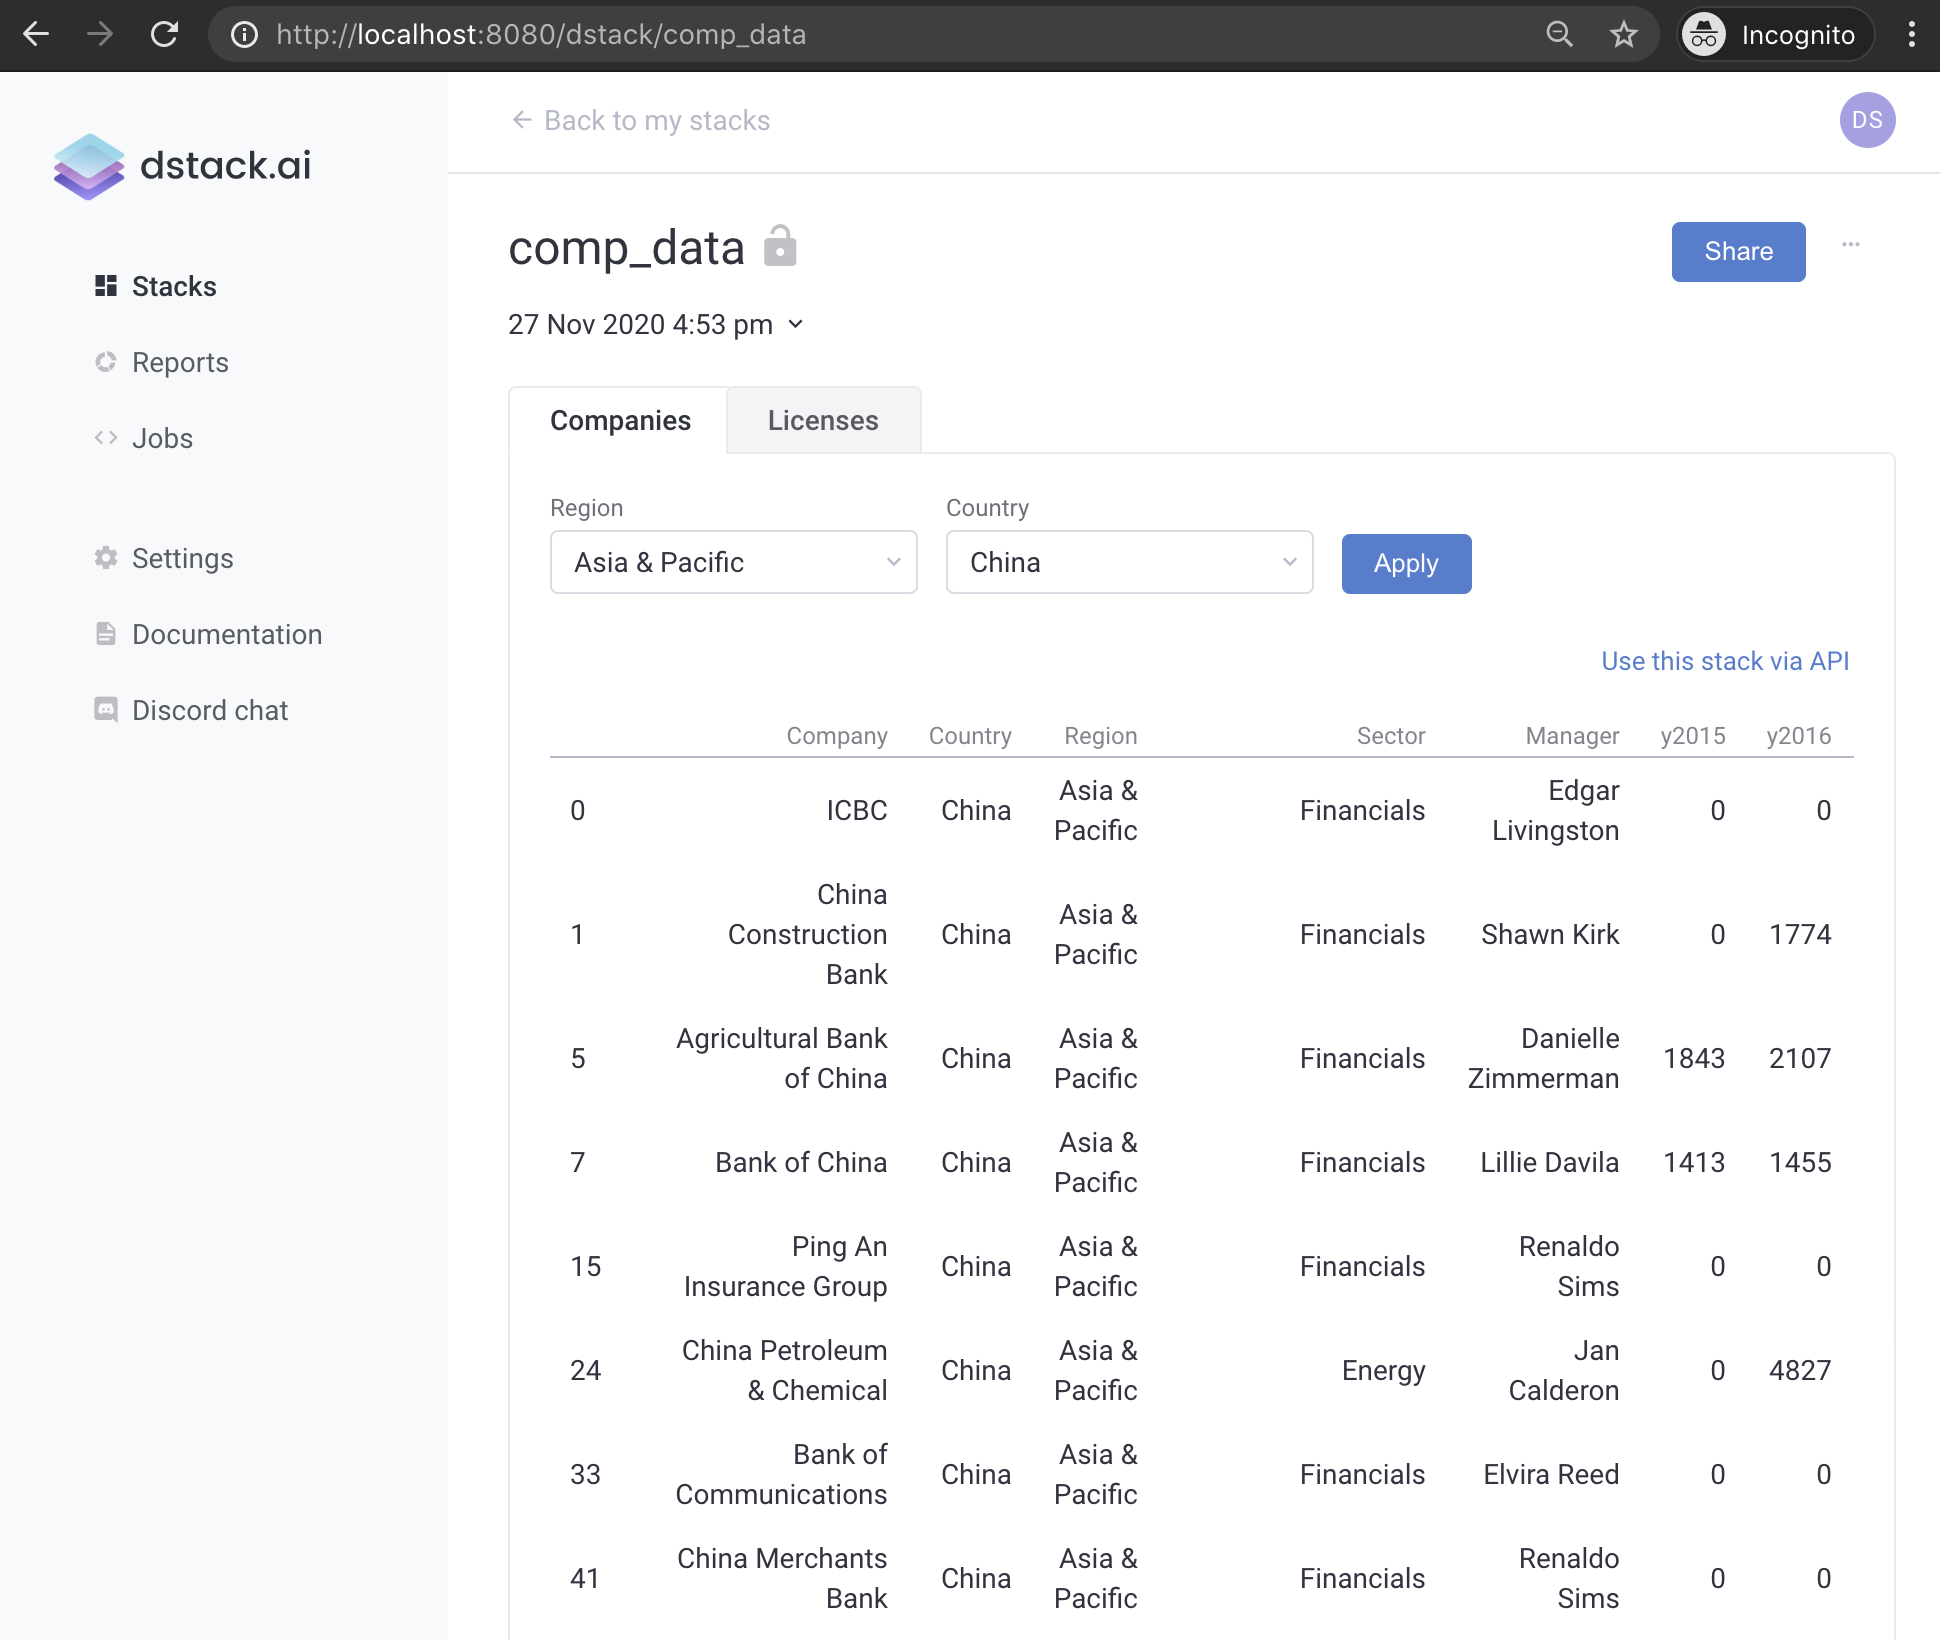 http://localhost:8080/dstack/comp_data
Incognito
dstack.ai
Stacks
Reports
Jobs
Settings
Documentation
Discord chat
Back to my stacks
DS
comp_data
Share
27 Nov 2020 4:53 pm
Companies
Licenses
Region
Country
Asia & Pacific
China
Apply
Use this stack via API
Company Country Region Sector Manager y2015 y2016
0 ICBC China Asia & Pacific Financials Edgar Livingston 0 0
1 China Construction Bank China Asia & Pacific Financials Shawn Kirk 0 1774
5 Agricultural Bank of China China Asia & Pacific Financials Danielle Zimmerman 1843 2107
7 Bank of China China Asia & Pacific Financials Lillie Davila 1413 1455
15 Ping An Insurance Group China Asia & Pacific Financials Renaldo Sims 0 0
24 China Petroleum & Chemical China Asia & Pacific Energy Jan Calderon 0 4827
33 Bank of Communications China Asia & Pacific Financials Elvira Reed 0 0
41 China Merchants Bank China Asia & Pacific Financials Renaldo Sims 0 0